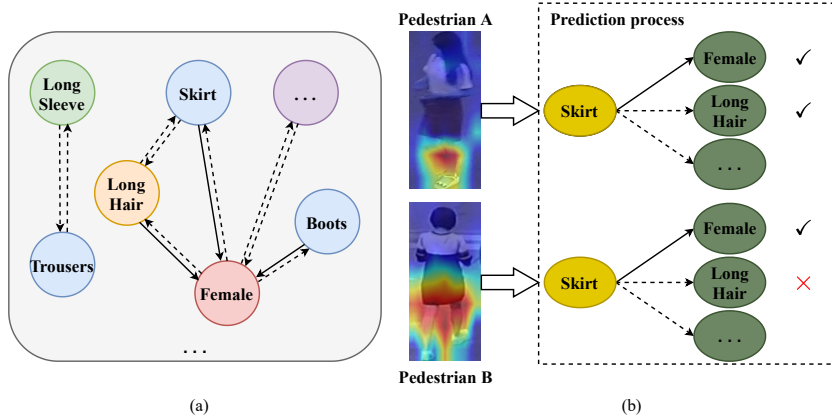 Long
Sleeve
Skirt
. . .
Long
Hair
Boots
Trousers
Female
. . .
(a)
Pedestrian A
Prediction process
Skirt
Female
✓
Long
Hair
✓
. . .
Skirt
Female
✓
Long
Hair
×
. . .
Pedestrian B
(b)